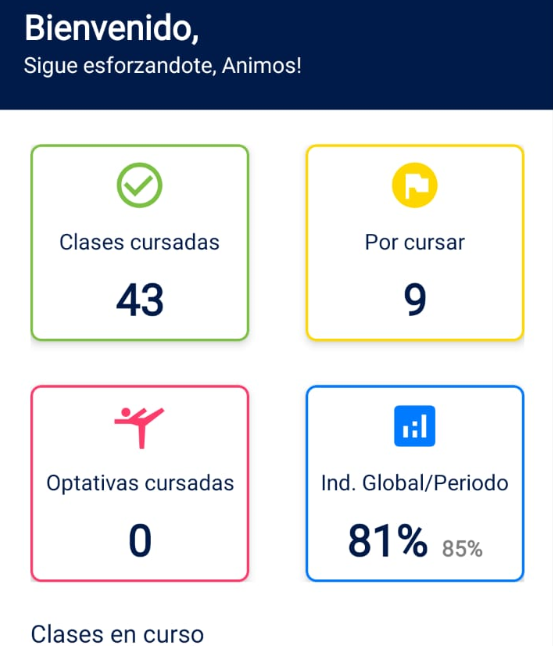 Bienvenido,
Sigue esforzandote, Animos!
Clases cursadas
43
Por cursar
9
Optativas cursadas
0
Ind. Global/Periodo
81% 85%
Clases en curso